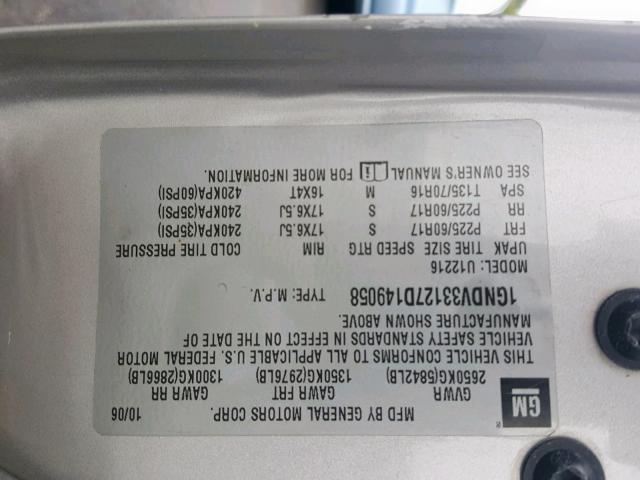 GM
MFD BY GENERAL MOTORS CORP. 10/06
GVWR GAWR FRT GAWR RR
2650KG(5842LB) 1350KG(2976LB) 1300KG(2866LB)
THIS VEHICLE CONFORMS TO ALL APPLICABLE U.S. FEDERAL MOTOR
VEHICLE SAFETY STANDARDS IN EFFECT ON THE DATE OF
MANUFACTURE SHOWN ABOVE.
1GNDV33127D149058 TYPE: M.P.V.
MODEL: U12216
UPAK TIRE SIZE SPEED RTG RIM COLD TIRE PRESSURE
FRT P225/60R17 S 17X6.5J 240KPA(35PSI)
RR P225/60R17 S 17X6.5J 240KPA(35PSI)
SPA T135/70R16 M 16X4T 420KPA(60PSI)
SEE OWNER'S MANUAL FOR MORE INFORMATION.